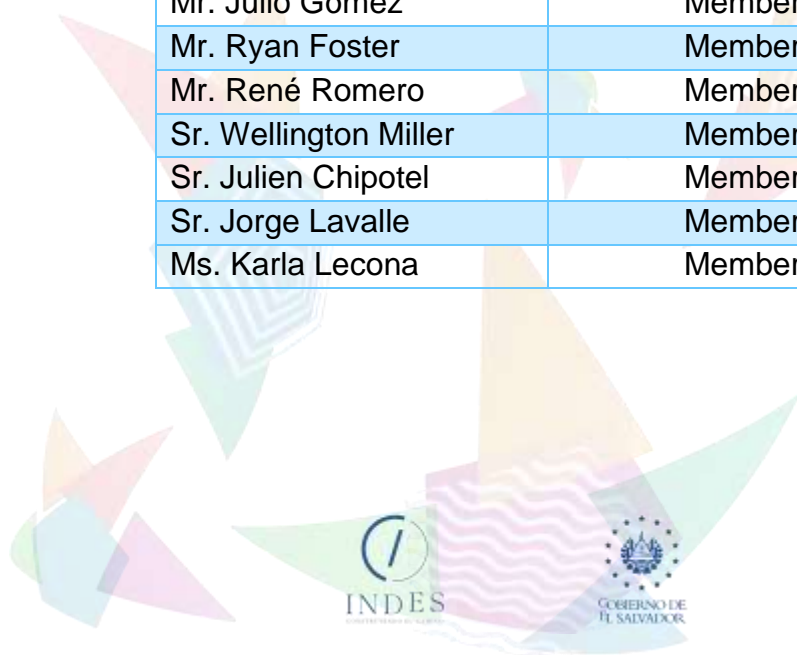 Mr. Julio Gómez Member
Mr. Ryan Foster Member
Mr. René Romero Member
Sr. Wellington Miller Member
Sr. Julien Chipotel Member
Sr. Jorge Lavalle Member
Ms. Karla Lecona Member
INDES
GOBIERNO DE
EL SALVADOR